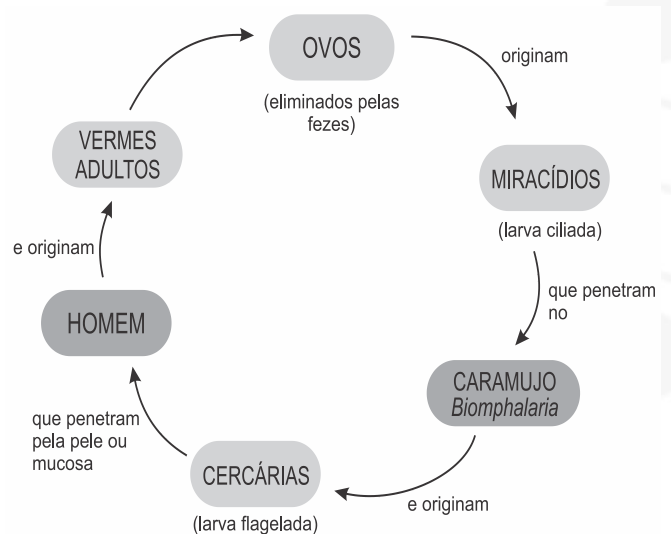 OVOS
(eliminados pelas
fezes)
originam
MIRACÍDIOS
(larva ciliada)
que penetram
no
CARAMUJO
Biomphalaria
e originam
CERCÁRIAS
(larva flagelada)
que penetram
pela pele ou
mucosa
HOMEM
e originam
VERMES
ADULTOS